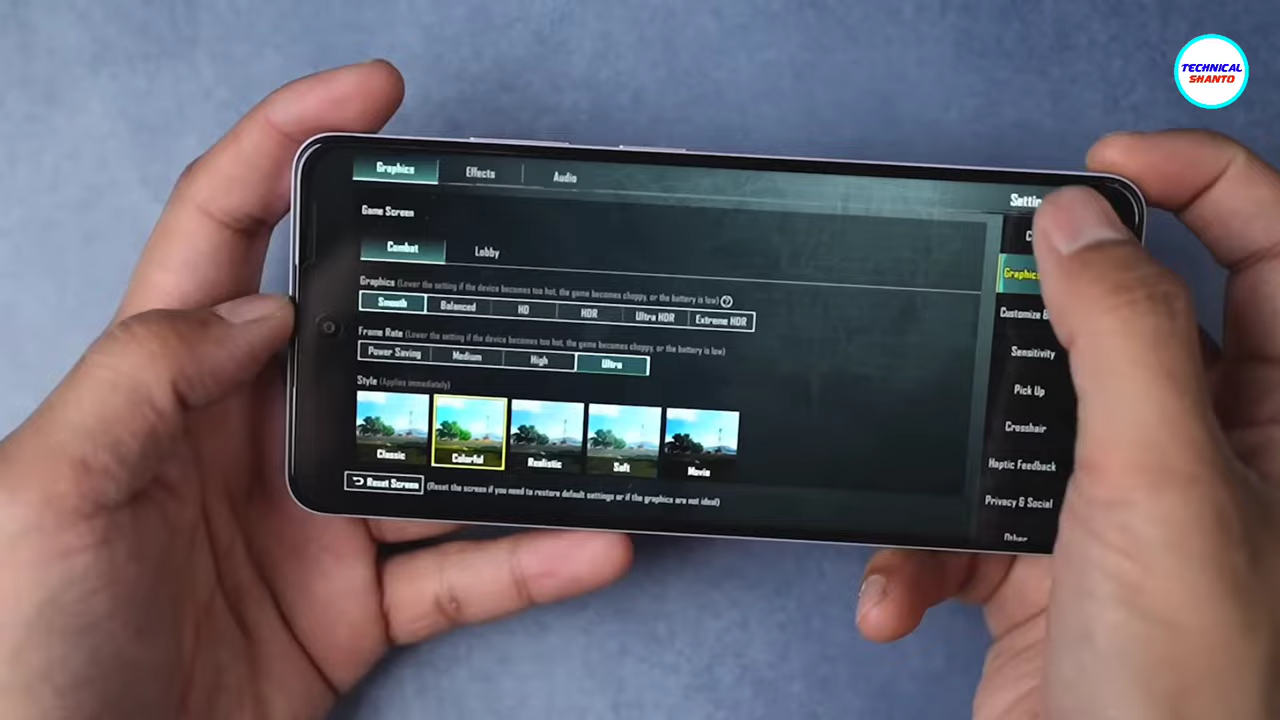 TECHNICAL
SHANTO
Graphics
Effects
Audio
Game Screen
Combat
Lobby
Graphics (Lower the setting if the device becomes too hot, the game becomes choppy, or the battery is low) ?
Smooth
Balanced
HD
HDR
Ultra HDR
Extreme HDR
Frame Rate (Lower the setting if the device becomes too hot, the game becomes choppy, or the battery is low)
Power Saving
Medium
High
Ultra
Style (Applies immediately)
Classic
Colorful
Realistic
Soft
Movie
Reset Screen (Reset the screen if you need to restore default settings or if the graphics are not ideal)
Graphics
Customize
Sensitivity
Pick Up
Crosshair
Haptic Feedback
Privacy & Social
Other